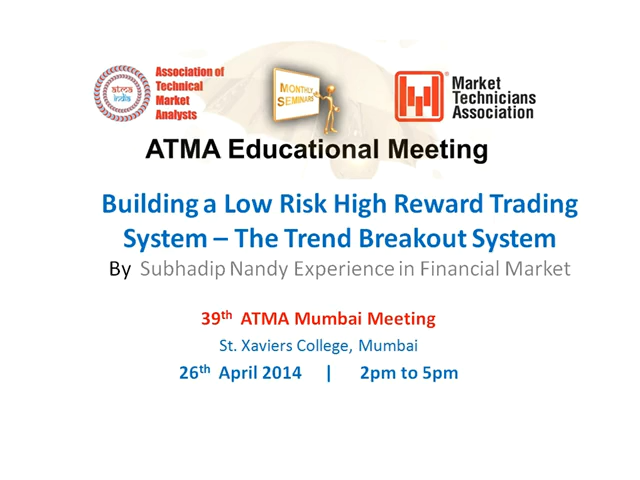 Association of
Technical
Market
Analysts
atma
india
MONTHLY
SEMINARS
Market
Technicians
Association
ATMA Educational Meeting
Building a Low Risk High Reward Trading
System – The Trend Breakout System
By Subhadip Nandy Experience in Financial Market
39th ATMA Mumbai Meeting
St. Xaviers College, Mumbai
26th April 2014 | 2pm to 5pm